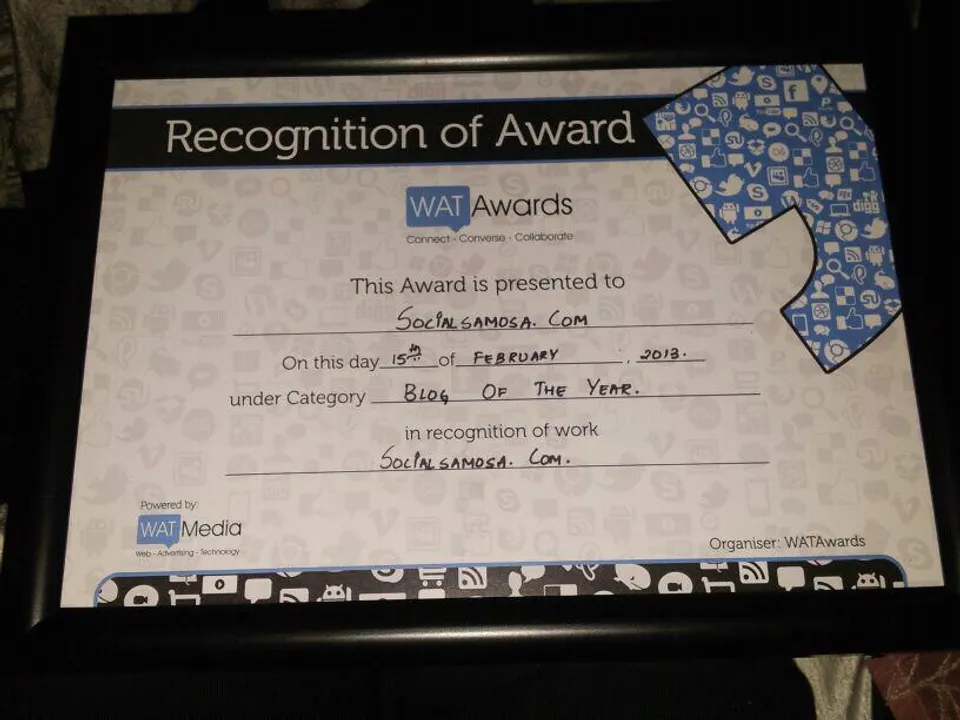 Recognition of Award
WAT Awards
Connect - Converse - Collaborate
This Award is presented to
SOCIALSAMOSA. COM
On this day 15th of FEBRUARY, 2013.
under Category BLOG OF THE YEAR.
in recognition of work
SOCIALSAMOSA. COM.
Powered by:
WAT Media
Web - Advertising - Technology
Organiser: WATAwards
digg